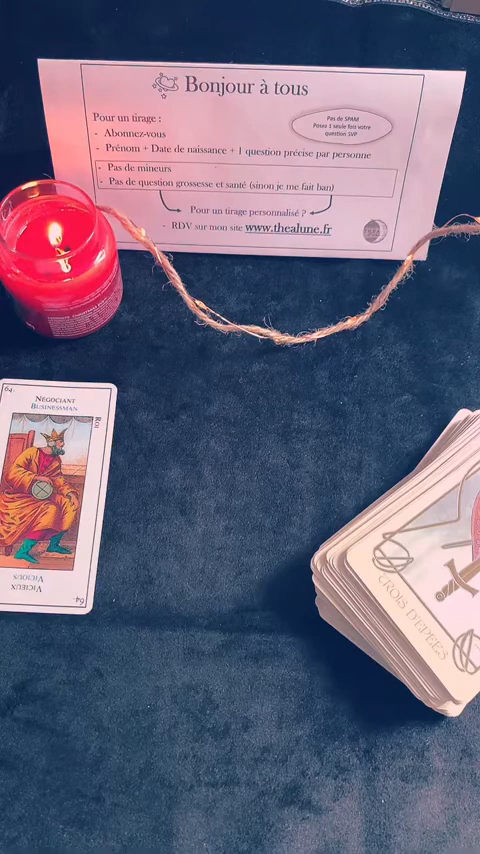 Bonjour à tous
Pas de SPAM
Posez 1 seule fois votre
question SVP
Pour un tirage :
- Abonnez-vous
- Prénom + Date de naissance + 1 question précise par personne
- Pas de mineurs
- Pas de question grossesse et santé (sinon je me fait ban)
Pour un tirage personnalisé ?
- RDV sur mon site www.thealune.fr
64.
NÉGOCIANT
BUSINESSMAN
ROI
VICIOUS
VICIEUX
64.
TROIS D'EPEES